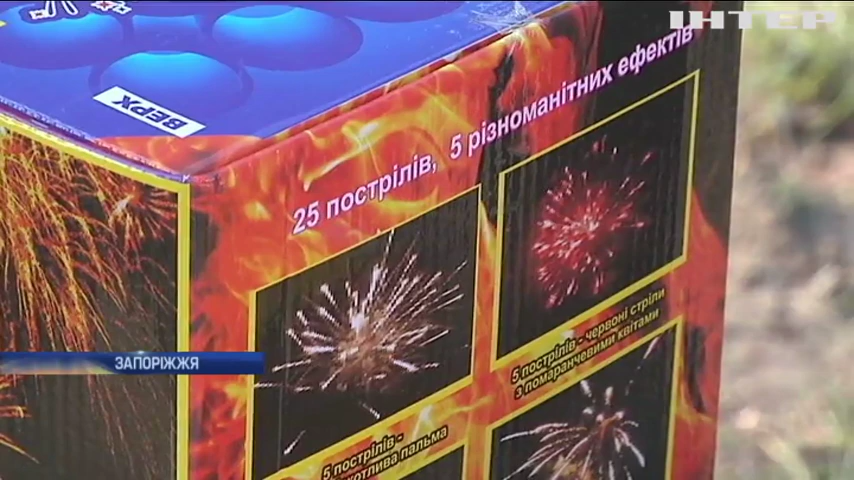 ІНТЕР
ВЕРХ
25 пострілів, 5 різноманітних ефектів
5 пострілів - червоні стріли
з помаранчевими квітами
5 пострілів -
пальма
ЗАПОРІЖЖЯ